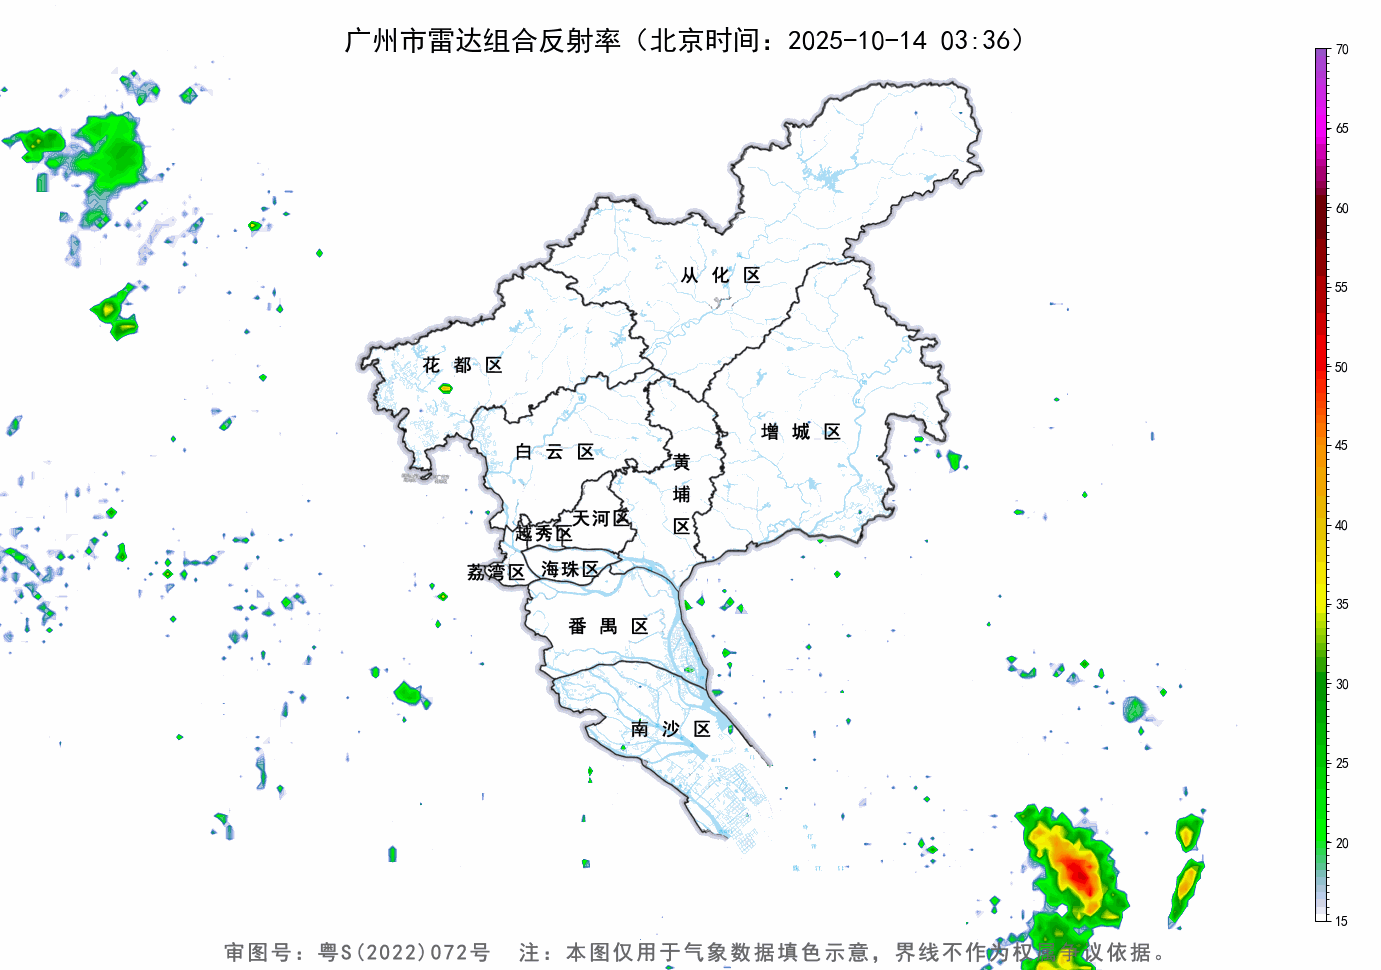 广州市雷达组合反射率（北京时间：2025-10-14 03:36）
70
65
60
55
50
45
40
35
30
25
20
15
从化区
花都区
增城区
白云区
黄埔区
天河区
越秀区
荔湾区
海珠区
番禺区
南沙区
审图号：粤S(2022)072号 注：本图仅用于气象数据填色示意，界线不作为权属争议依据。